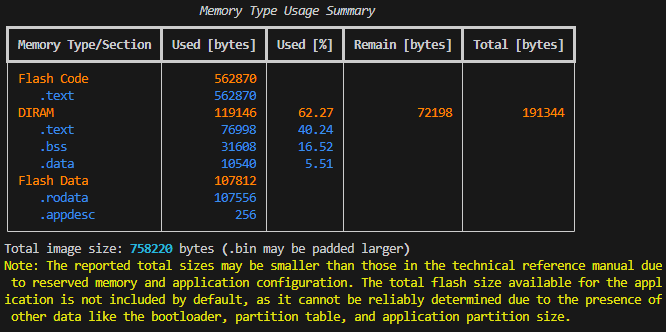 Memory Type Usage Summary
Memory Type/Section Used [bytes] Used [%] Remain [bytes] Total [bytes]
Flash Code 562870
.text 562870
DIRAM 119146 62.27 72198 191344
.text 76998 40.24
.bss 31608 16.52
.data 10540 5.51
Flash Data 107812
.rodata 107556
.appdesc 256
Total image size: 758220 bytes (.bin may be padded larger)
Note: The reported total sizes may be smaller than those in the technical reference manual due
to reserved memory and application configuration. The total flash size available for the appl
ication is not included by default, as it cannot be reliably determined due to the presence of
other data like the bootloader, partition table, and application partition size.